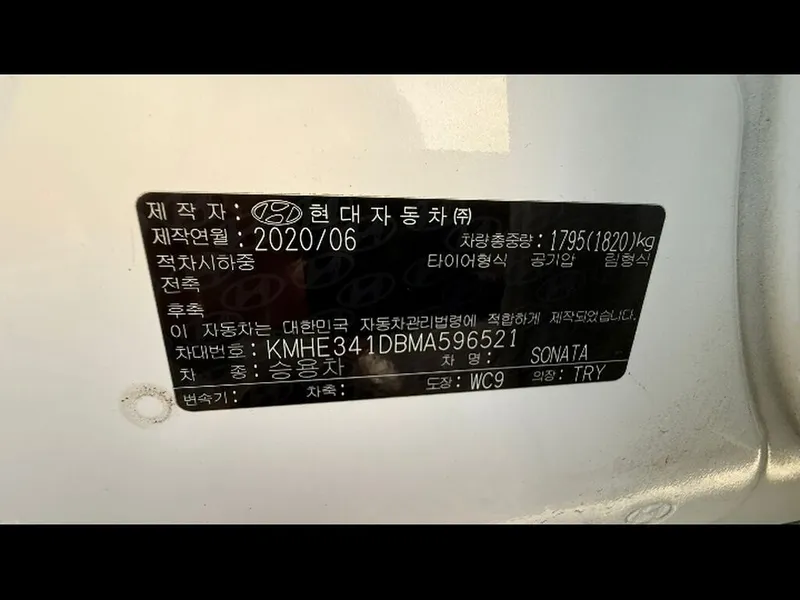 제 작 자 : 현대자동차㈜
제작연월 : 2020/06 차량총중량 : 1795(1820)kg
적차시하중 타이어형식 공기압 림형식
전축
후축
이 자동차는 대한민국 자동차관리법령에 적합하게 제작되었습니다.
차대번호 : KMHE341DBMA596521
차 종 : 승용차 차 명 : SONATA
변속기 : 차축 : 도장 : WC9 의장 : TRY